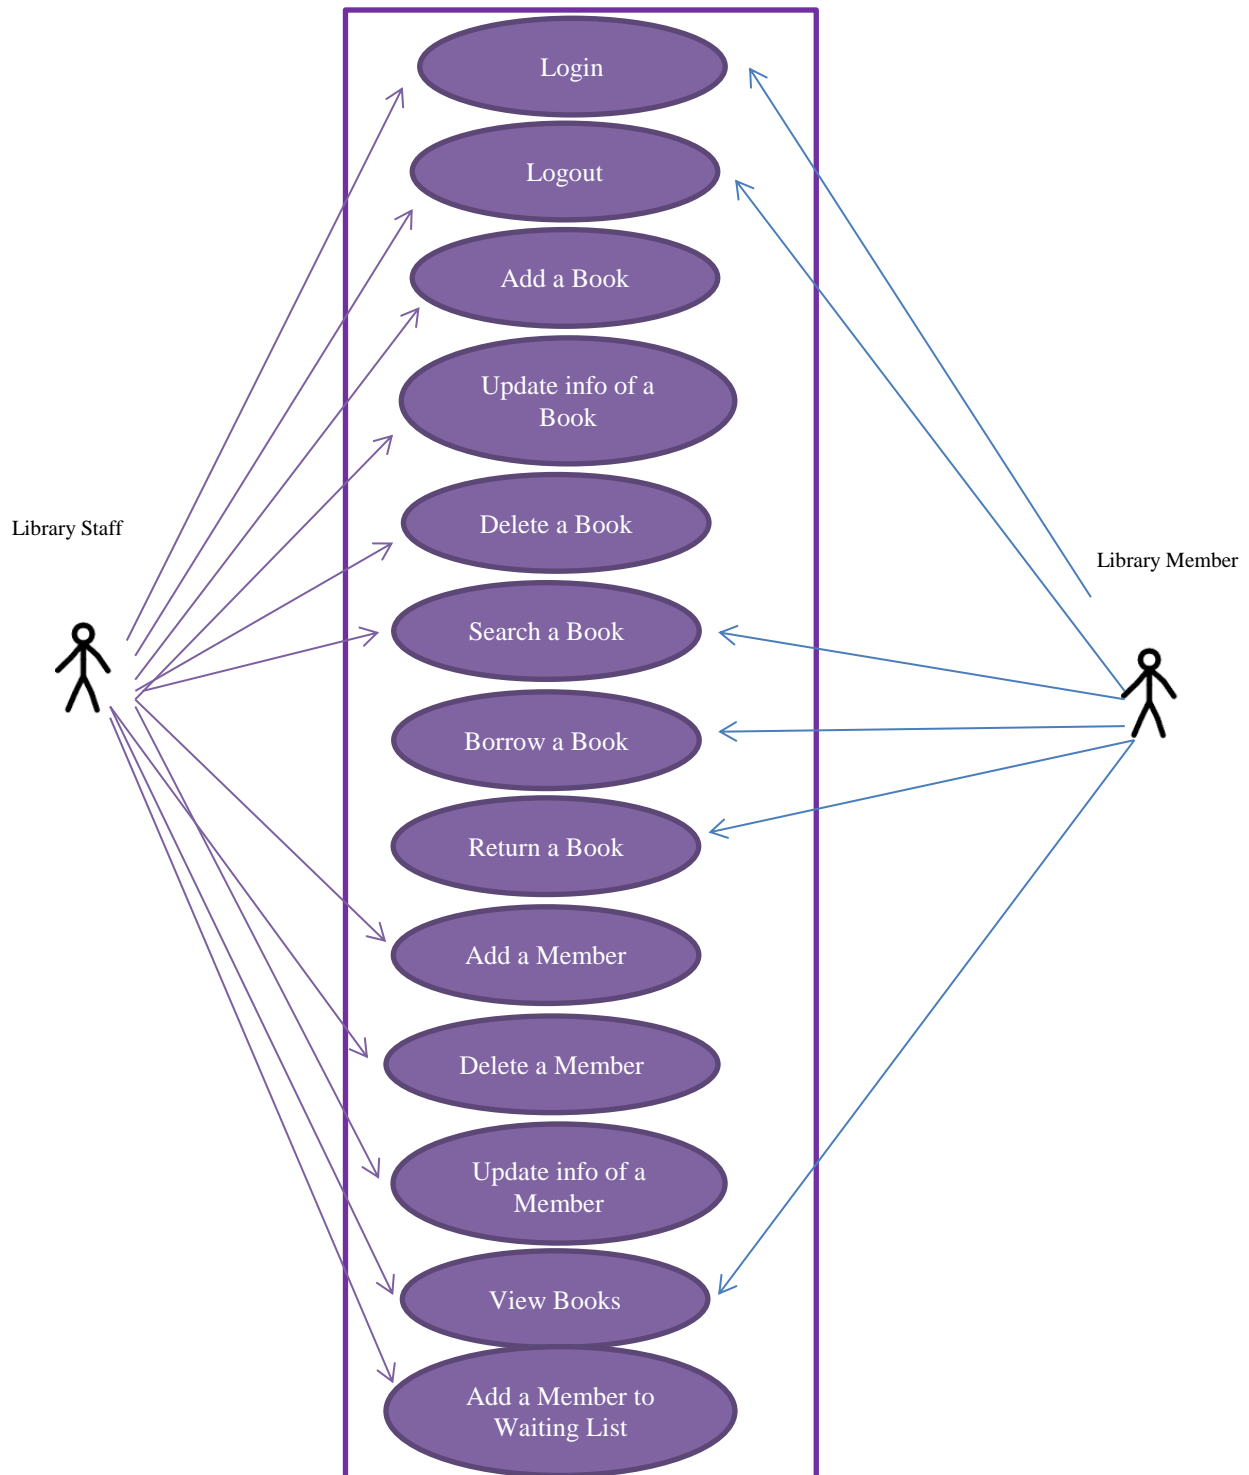 Login
Logout
Add a Book
Update info of a
Book
Delete a Book
Library Staff
Library Member
Search a Book
Borrow a Book
Return a Book
Add a Member
Delete a Member
Update info of a
Member
View Books
Add a Member to
Waiting List